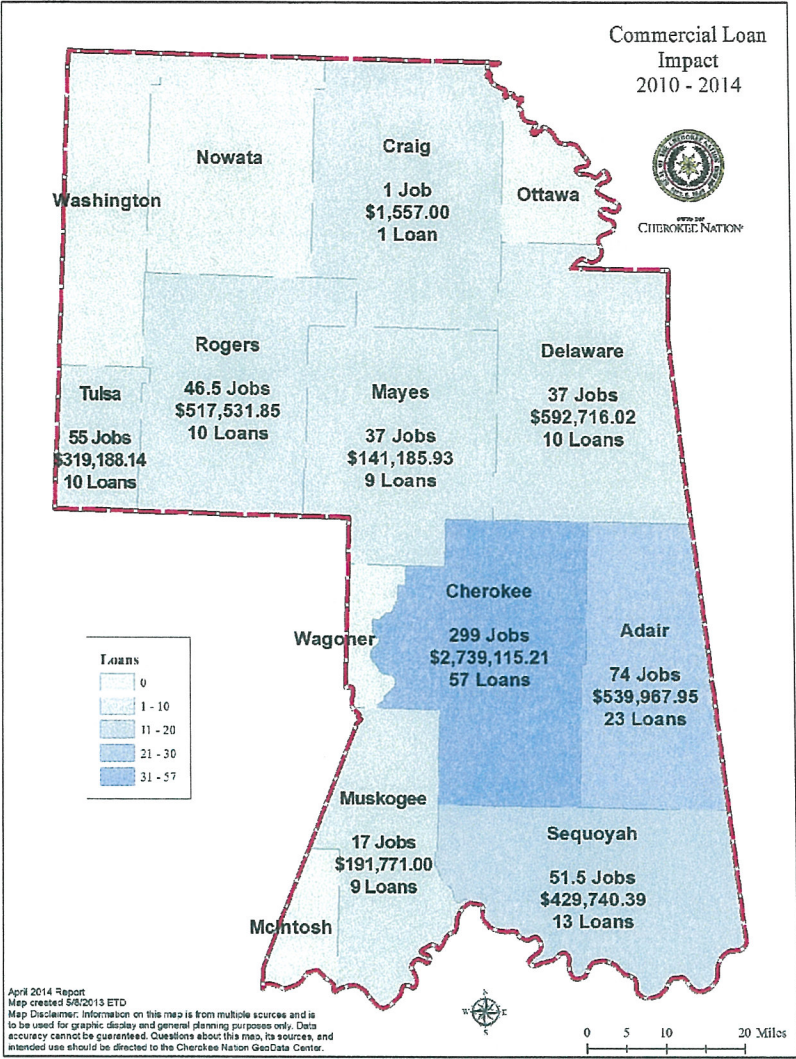 Commercial Loan
Impact
2010 - 2014
CHEROKEE NATION
Washington
Nowata
Craig
1 Job
$1,557.00
1 Loan
Ottawa
Tulsa
55 Jobs
$319,188.14
10 Loans
Rogers
46.5 Jobs
$517,531.85
10 Loans
Mayes
37 Jobs
$141,185.93
9 Loans
Delaware
37 Jobs
$592,716.02
10 Loans
Wagoner
Cherokee
299 Jobs
$2,739,115.21
57 Loans
Adair
74 Jobs
$539,967.95
23 Loans
Loans
0
1 - 10
11 - 20
21 - 30
31 - 57
Muskogee
17 Jobs
$191,771.00
9 Loans
Sequoyah
51.5 Jobs
$429,740.39
13 Loans
McIntosh
April 2014 Report
Map created 5/8/2013 ETD
Map Disclaimer: Information on this map is from multiple sources and is
to be used for graphic display and general planning purposes only. Data
accuracy cannot be guaranteed. Questions about this map, its sources, and
intended use should be directed to the Cherokee Nation GeoData Center.
N
W E
S
0 5 10 20 Miles